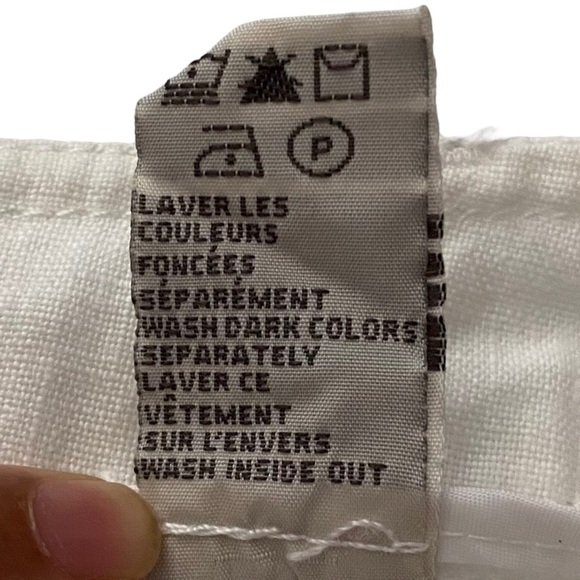 P
LAVER LES
COULEURS
FONCÉES
SÉPARÉMENT
WASH DARK COLORS
SEPARATELY
LAVER CE
VÊTEMENT
SUR L'ENVERS
WASH INSIDE OUT